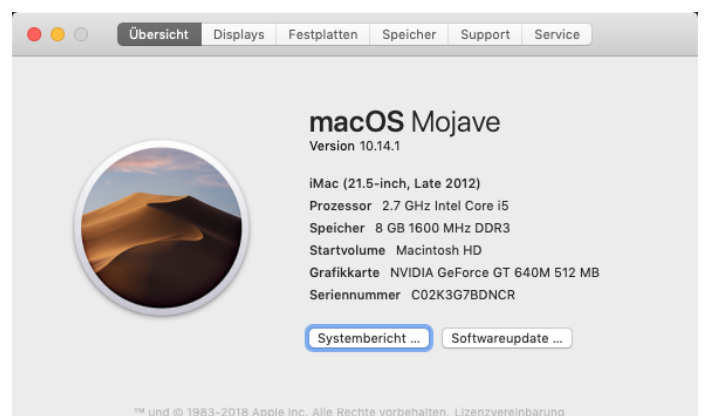 Übersicht Displays Festplatten Speicher Support Service
macOS Mojave
Version 10.14.1
iMac (21.5-inch, Late 2012)
Prozessor 2.7 GHz Intel Core i5
Speicher 8 GB 1600 MHz DDR3
Startvolume Macintosh HD
Grafikkarte NVIDIA GeForce GT 640M 512 MB
Seriennummer C02K3G7BDNCR
Systembericht ... Softwareupdate ...
™ und © 1983-2018 Apple Inc. Alle Rechte vorbehalten. Lizenzvereinbarung